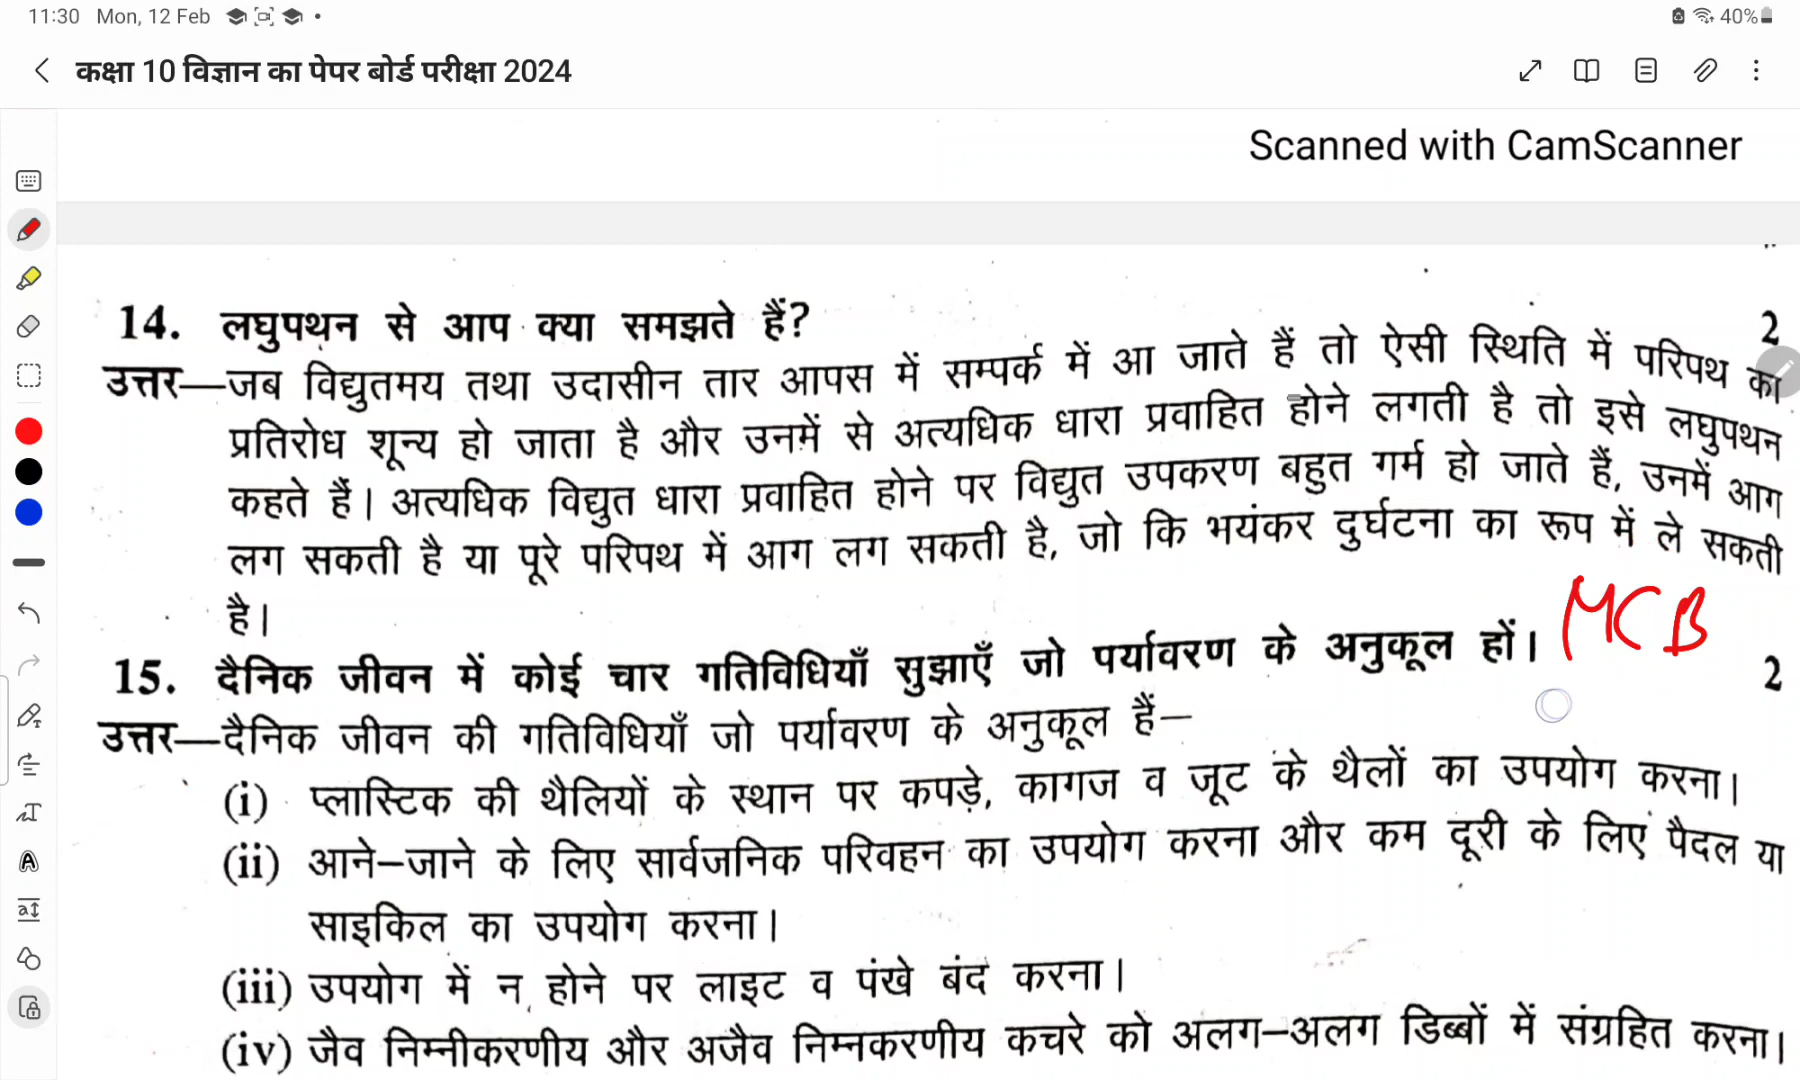 11:30 Mon, 12 Feb
40%
कक्षा 10 विज्ञान का पेपर बोर्ड परीक्षा 2024
Scanned with CamScanner
14. लघुपथन से आप क्या समझते हैं? 2
उत्तर—जब विद्युतमय तथा उदासीन तार आपस में सम्पर्क में आ जाते हैं तो ऐसी स्थिति में परिपथ का
प्रतिरोध शून्य हो जाता है और उनमें से अत्यधिक धारा प्रवाहित होने लगती है तो इसे लघुपथन
कहते हैं। अत्यधिक विद्युत धारा प्रवाहित होने पर विद्युत उपकरण बहुत गर्म हो जाते हैं, उनमें आग
लग सकती है या पूरे परिपथ में आग लग सकती है, जो कि भयंकर दुर्घटना का रूप में ले सकती
है।
MCB
15. दैनिक जीवन में कोई चार गतिविधियाँ सुझाएँ जो पर्यावरण के अनुकूल हों। 2
उत्तर—दैनिक जीवन की गतिविधियाँ जो पर्यावरण के अनुकूल हैं—
(i) प्लास्टिक की थैलियों के स्थान पर कपड़े, कागज व जूट के थैलों का उपयोग करना।
(ii) आने–जाने के लिए सार्वजनिक परिवहन का उपयोग करना और कम दूरी के लिए पैदल या
साइकिल का उपयोग करना।
(iii) उपयोग में न होने पर लाइट व पंखे बंद करना।
(iv) जैव निम्नीकरणीय और अजैव निम्नकरणीय कचरे को अलग–अलग डिब्बों में संग्रहित करना।